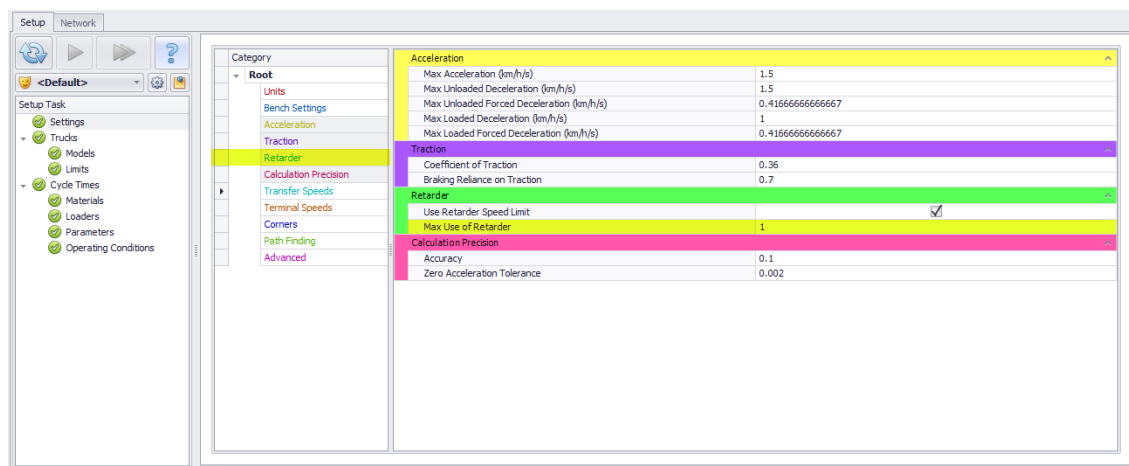 Setup Network
<Default>
Setup Task
Settings
Trucks
Models
Limits
Cycle Times
Materials
Loaders
Parameters
Operating Conditions
Category
Root
Units
Bench Settings
Acceleration
Traction
Retarder
Calculation Precision
Transfer Speeds
Terminal Speeds
Corners
Path Finding
Advanced
Acceleration
Max Acceleration (km/h/s) 1.5
Max Unloaded Deceleration (km/h/s) 1.5
Max Unloaded Forced Deceleration (km/h/s) 0.41666666666667
Max Loaded Deceleration (km/h/s) 1
Max Loaded Forced Deceleration (km/h/s) 0.41666666666667
Traction
Coefficient of Traction 0.36
Braking Reliance on Traction 0.7
Retarder
Use Retarder Speed Limit
Max Use of Retarder 1
Calculation Precision
Accuracy 0.1
Zero Acceleration Tolerance 0.002